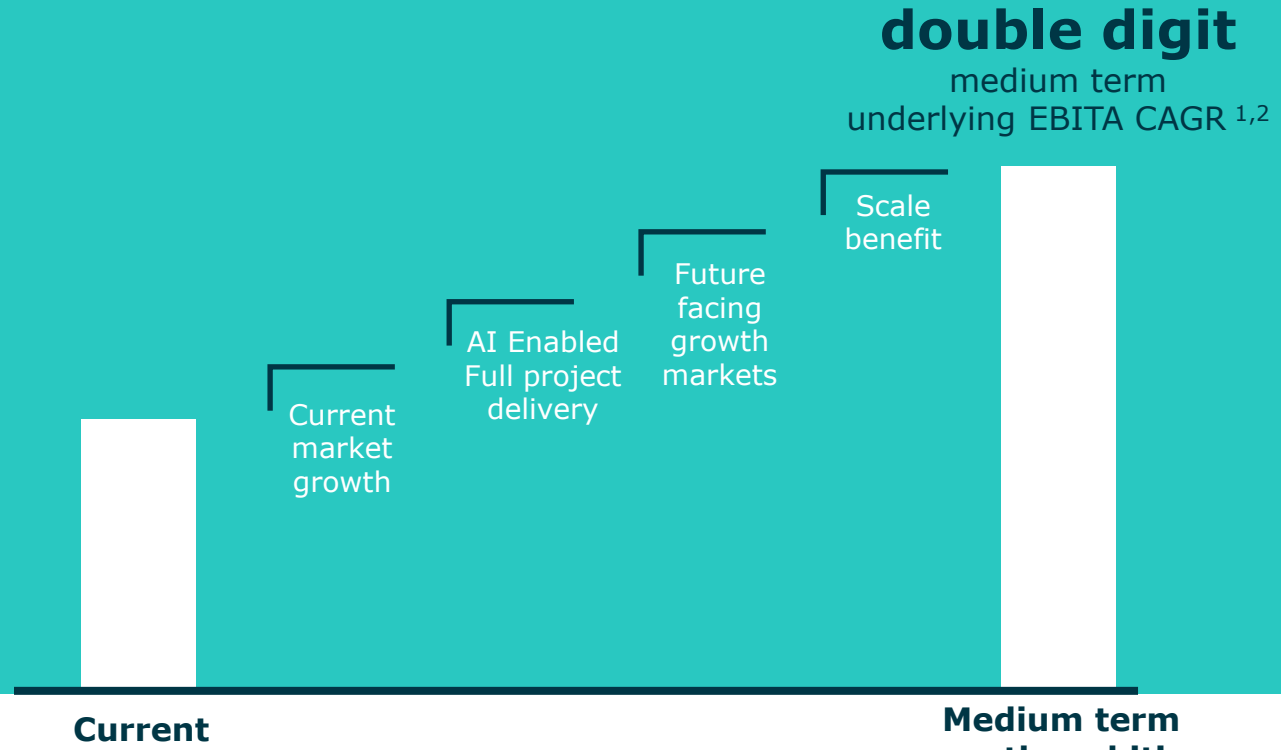 double digit
medium term
underlying EBITA CAGR 1,2
Scale
benefit
Future
facing
growth
markets
AI Enabled
Full project
delivery
Current
market
growth
Current
Medium term